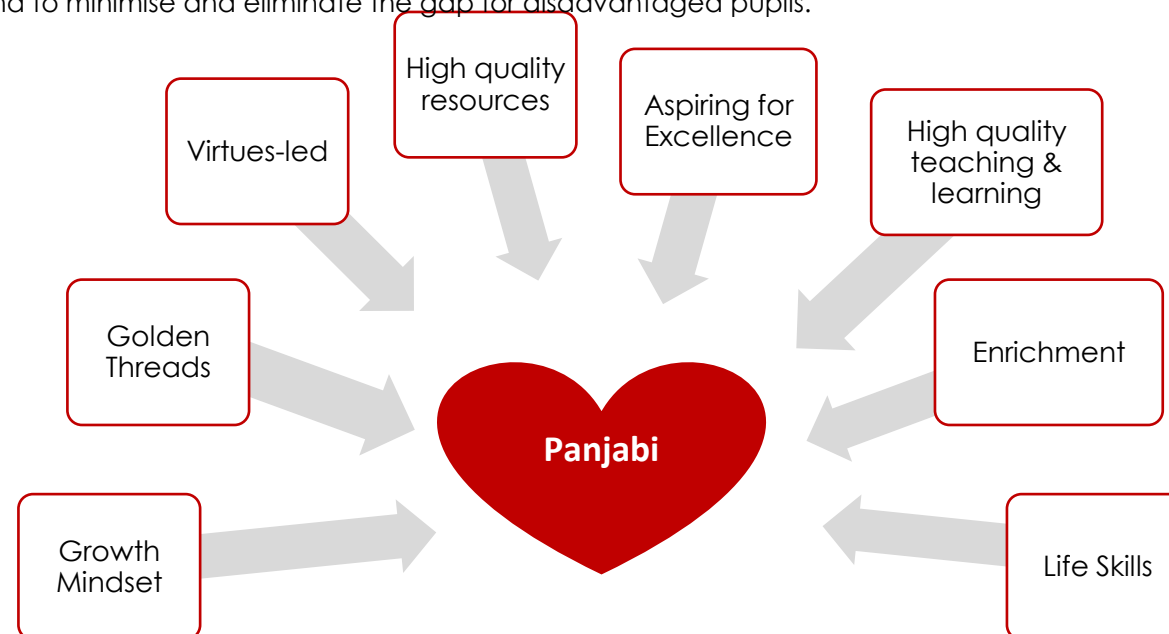 to minimise and eliminate the gap for disadvantaged pupils.
High quality
resources
Aspiring for
Excellence
High quality
teaching &
learning
Virtues-led
Golden
Threads
Enrichment
Panjabi
Growth
Mindset
Life Skills